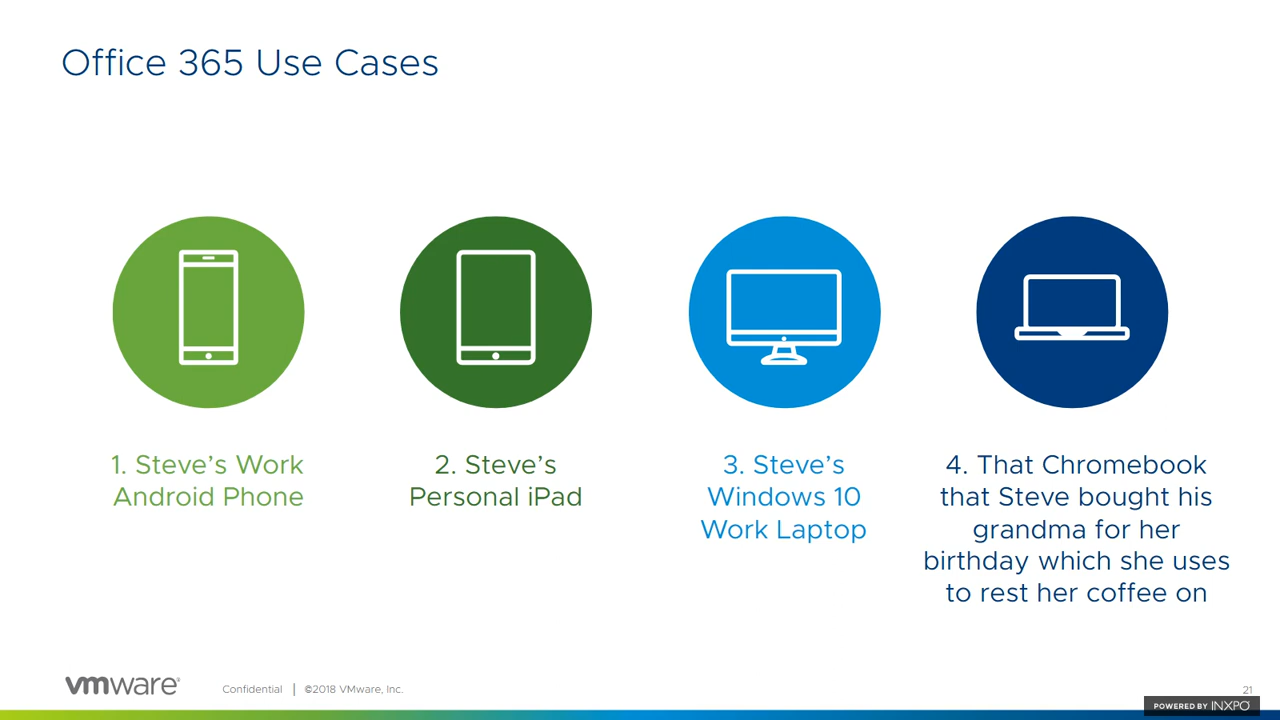 Office 365 Use Cases
1. Steve’s Work
Android Phone
2. Steve’s
Personal iPad
3. Steve’s
Windows 10
Work Laptop
4. That Chromebook
that Steve bought his
grandma for her
birthday which she uses
to rest her coffee on
vmware®
Confidential | ©2018 VMware, Inc.
21
POWERED BY INXPO